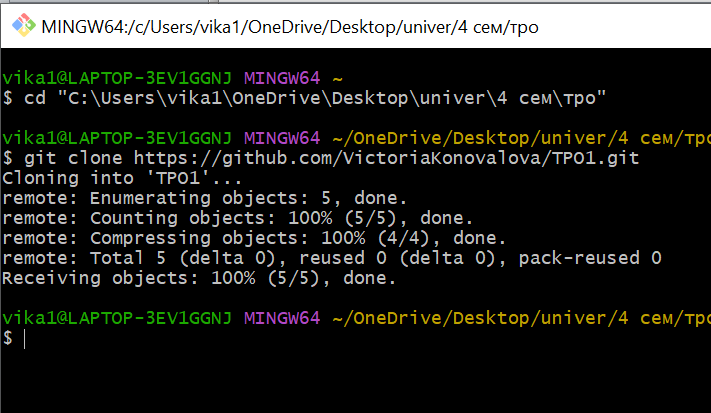 MINGW64:/c/Users/vika1/OneDrive/Desktop/univer/4 сем/тро
vika1@LAPTOP-3EV1GGNJ MINGW64 ~
$ cd "C:\Users\vika1\OneDrive\Desktop\univer\4 сем\тро"
vika1@LAPTOP-3EV1GGNJ MINGW64 ~/OneDrive/Desktop/univer/4 сем/тро
$ git clone https://github.com/VictoriaKonovalova/TPO1.git
Cloning into 'TPO1'...
remote: Enumerating objects: 5, done.
remote: Counting objects: 100% (5/5), done.
remote: Compressing objects: 100% (4/4), done.
remote: Total 5 (delta 0), reused 0 (delta 0), pack-reused 0
Receiving objects: 100% (5/5), done.
vika1@LAPTOP-3EV1GGNJ MINGW64 ~/OneDrive/Desktop/univer/4 сем/тро
$